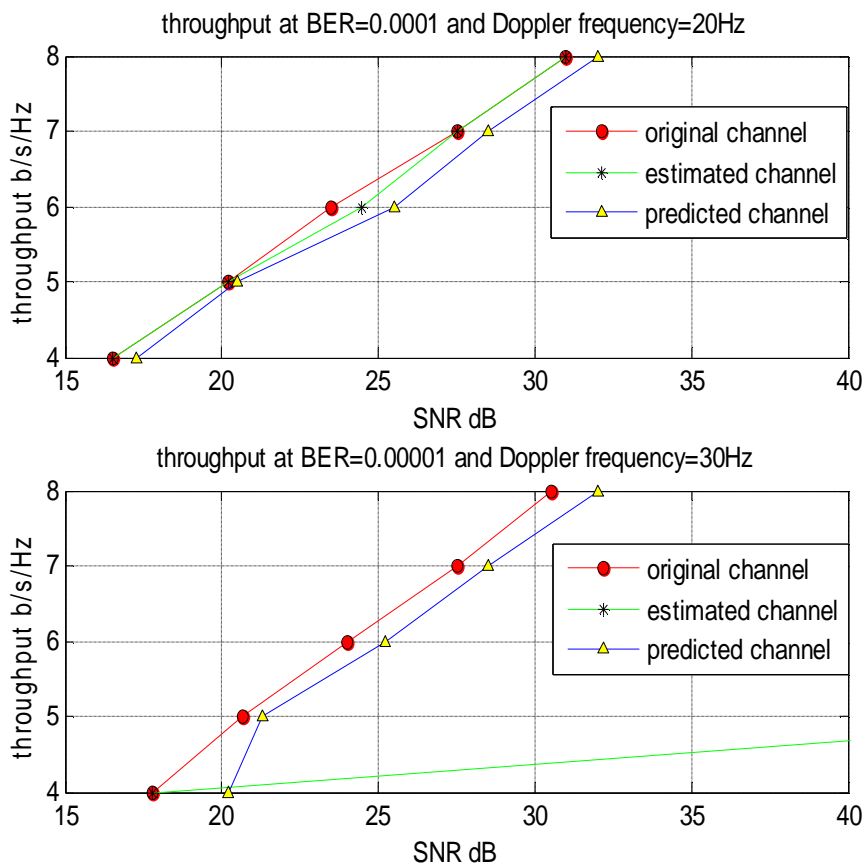 throughput at BER=0.0001 and Doppler frequency=20Hz
throughput b/s/Hz
8
7
6
5
4
original channel
estimated channel
predicted channel
15 20 25 30 35 40
SNR dB
throughput at BER=0.00001 and Doppler frequency=30Hz
throughput b/s/Hz
8
7
6
5
4
original channel
estimated channel
predicted channel
15 20 25 30 35 40
SNR dB